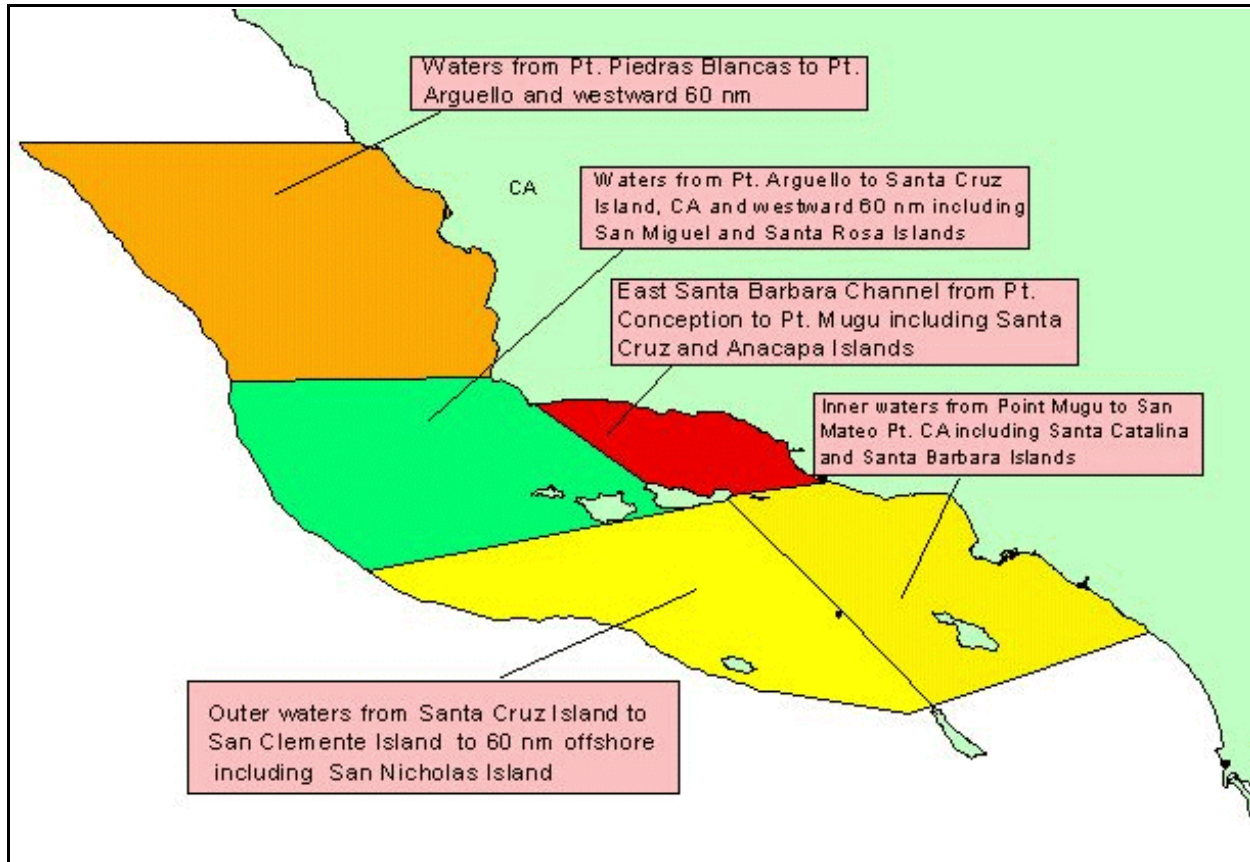 Waters from Pt. Piedras Blancas to Pt.
Arguello and westward 60 nm
CA
Waters from Pt. Arguello to Santa Cruz
Island, CA and westward 60 nm including
San Miguel and Santa Rosa Islands
East Santa Barbara Channel from Pt.
Conception to Pt. Mugu including Santa
Cruz and Anacapa Islands
Inner waters from Point Mugu to San
Mateo Pt. CA including Santa Catalina
and Santa Barbara Islands
Outer waters from Santa Cruz Island to
San Clemente Island to 60 nm offshore
including San Nicholas Island